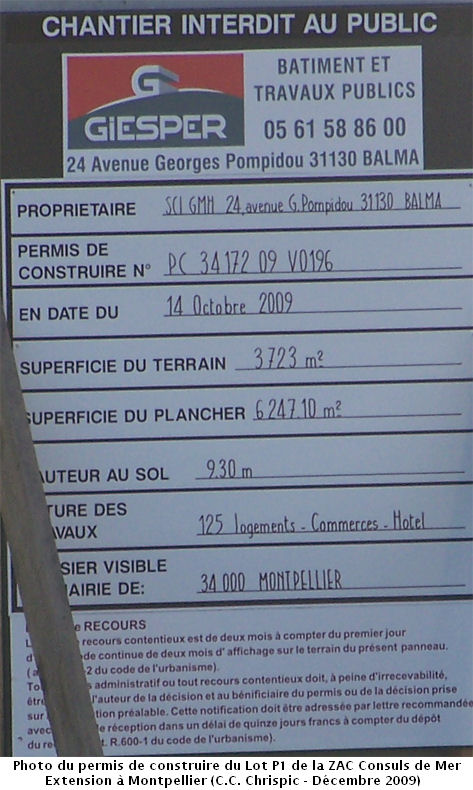 CHANTIER INTERDIT AU PUBLIC
G
GiESPER
BATIMENT ET
TRAVAUX PUBLICS
05 61 58 86 00
24 Avenue Georges Pompidou 31130 BALMA
PROPRIETAIRE SCI GMH 24, avenue G. Pompidou 31130 BALMA
PERMIS DE
CONSTRUIRE N° PC 34172 09 V0196
EN DATE DU 14 Octobre 2009
SUPERFICIE DU TERRAIN 3723 m²
SUPERFICIE DU PLANCHER 6247.10 m²
AUTEUR AU SOL 9.30 m
TURE DES
VAUX 125 logements - Commerces - Hotel
SIER VISIBLE
AIRIE DE: 34000 MONTPELLIER
e RECOURS
recours contentieux est de deux mois à compter du premier jour
de continue de deux mois d'affichage sur le terrain du présent panneau.
-2 du code de l'urbanisme).
administratif ou tout recours contentieux doit, à peine d'irrecevabilité,
l'auteur de la décision et au bénificiaire du permis ou de la décision prise
sur tion préalable. Cette notification doit être adressée par lettre recommandée
avec réception dans un délai de quinze jours francs à compter du dépôt
du re t. R.600-1 du code de l'urbanisme).
Photo du permis de construire du Lot P1 de la ZAC Consuls de Mer
Extension à Montpellier (C.C. Chrispic - Décembre 2009)